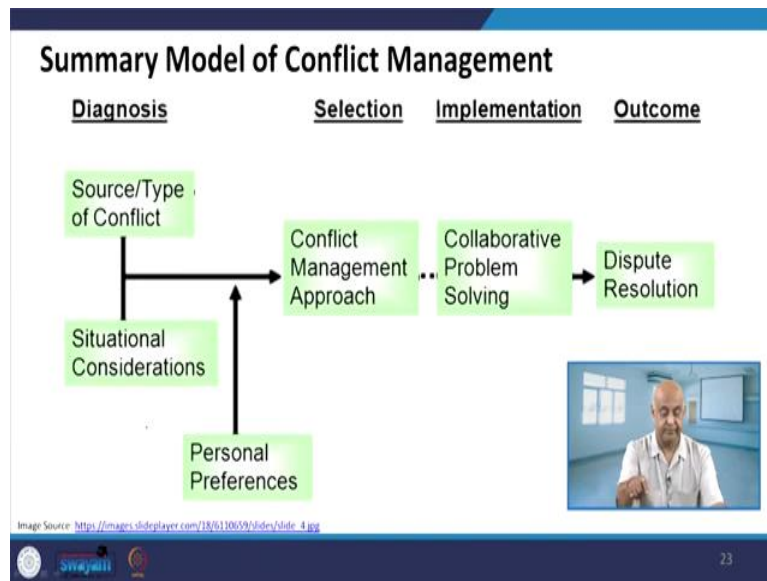 Summary Model of Conflict Management
Diagnosis
Selection
Implementation
Outcome
Source/Type
of Conflict
Situational
Considerations
Personal
Preferences
Conflict
Management
Approach
Collaborative
Problem
Solving
Dispute
Resolution
Image Source: https://images.slideplayer.com/18/6110659/slides/slide_4.jpg
swayam
23